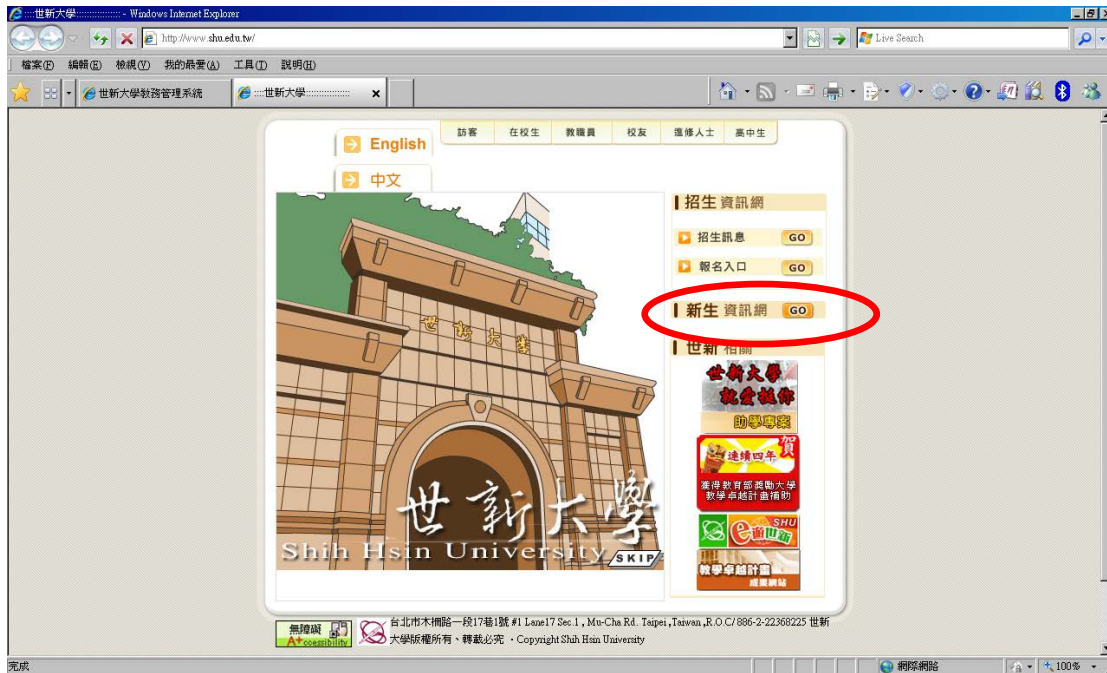 ::::世新大學:::::::::::::::: - Windows Internet Explorer
http://www.shu.edu.tw/
Live Search
檔案(F) 編輯(E) 檢視(V) 我的最愛(A) 工具(T) 說明(H)
世新大學教務管理系統
::::世新大學::::::::::::::::
訪客 在校生 教職員 校友 進修人士 高中生
English
中文
招生 資訊網
招生訊息 GO
報名入口 GO
新生 資訊網 GO
世新 相關
世新大學
就愛挺你
助學專案
賀
連續四年
獲得教育部獎勵大學
教學卓越計畫補助
SHU
e遊世新
教學卓越計畫
成果網站
世新大學
世新大學
Shih Hsin University
SKIP
無障礙
A+ccessibility
台北市木柵路一段17巷1號 #1 Lane17 Sec.1 , Mu-Cha Rd. Taipei ,Taiwan ,R.O.C/ 886-2-22368225 世新
大學版權所有、轉載必究 ‧ Copyright Shih Hsin University
完成
網際網路
100%